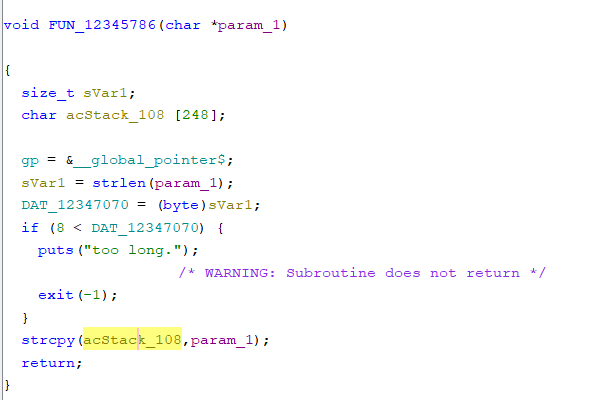 void FUN_12345786(char *param_1)
{
size_t sVar1;
char acStack_108 [248];
gp = &__global_pointer$;
sVar1 = strlen(param_1);
DAT_12347070 = (byte)sVar1;
if (8 < DAT_12347070) {
puts("too long.");
/* WARNING: Subroutine does not return */
exit(-1);
}
strcpy(acStack_108,param_1);
return;
}